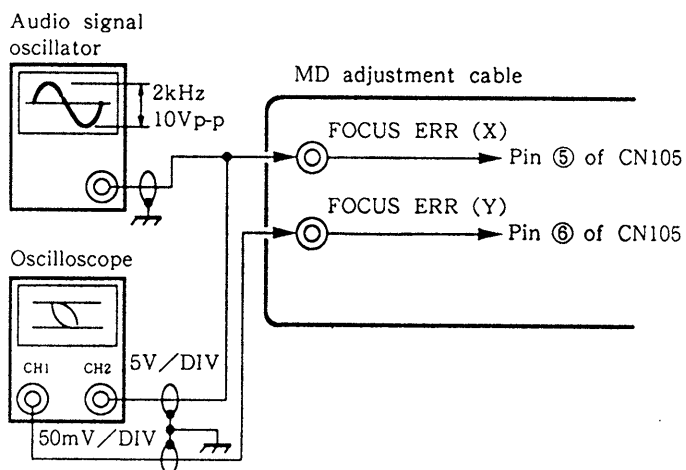 Audio signal
oscillator
2kHz
10Vp-p
MD adjustment cable
FOCUS ERR (X)
Pin ⑤ of CN105
FOCUS ERR (Y)
Pin ⑥ of CN105
Oscilloscope
CH1 CH2
5V/DIV
50mV/DIV